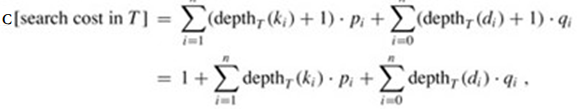 C[search cost in T] = n∑i=1 (depth_T(k_i) + 1) · p_i + ∑i=0 (depth_T(d_i) + 1) · q_i
= 1 + n∑i=1 depth_T(k_i) · p_i + n∑i=0 depth_T(d_i) · q_i ,